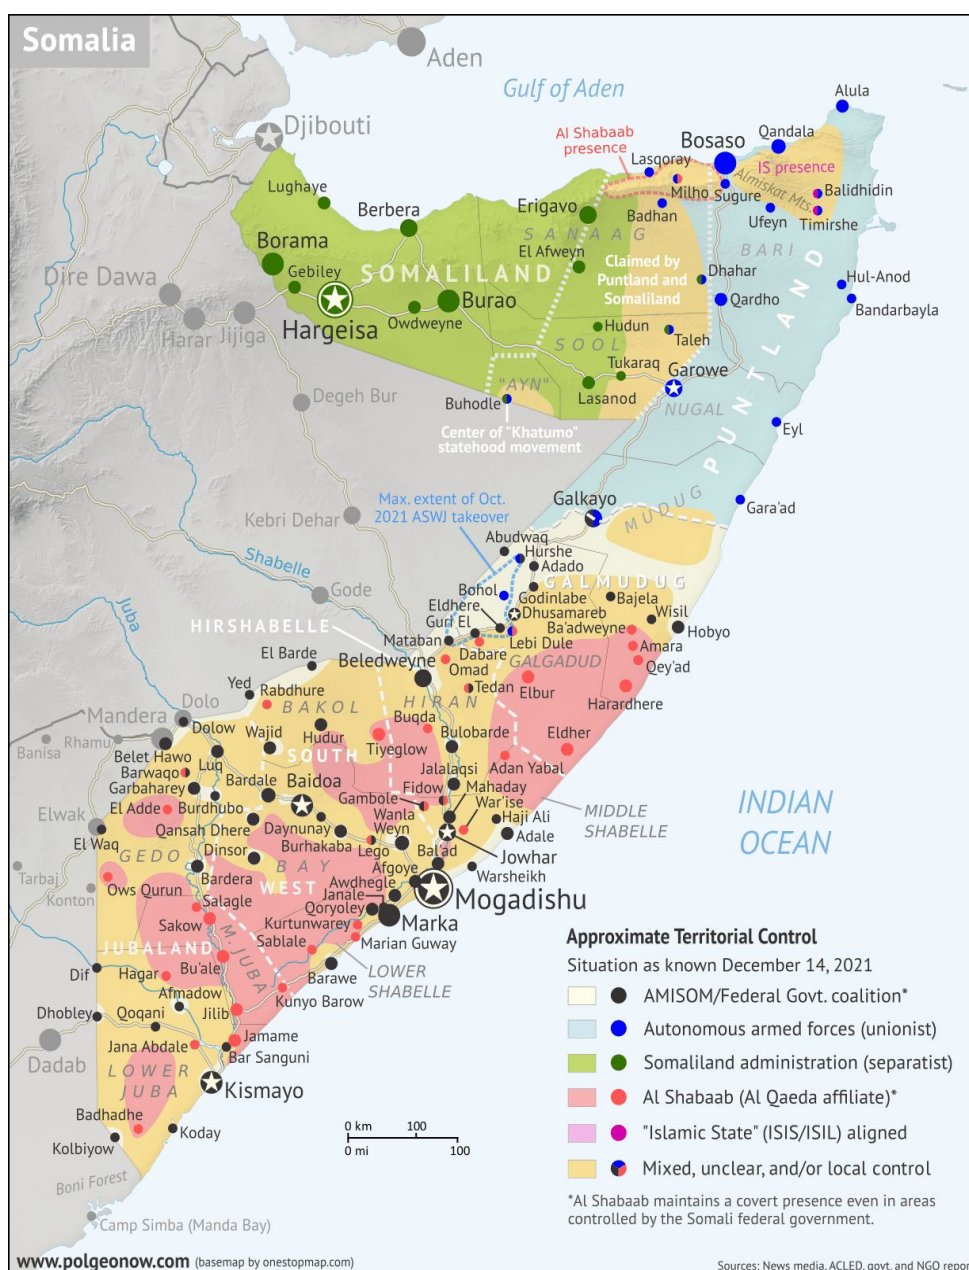 Somalia
Aden
Gulf of Aden
Alula
Djibouti
Al Shabaab
presence
Bosaso
Qandala
Lasqoray
IS presence
Lughaye
Almiskat Mts.
Balidhidin
Milho
Sugure
Berbera
Erigavo
Badhan
Ufeyn
Timirshe
SANAAG
Borama
El Afweyn
BARI
Claimed by
Puntland and
Somaliland
Gebiley
SOMALILAND
Dire Dawa
Dhahar
Hul-Anod
Burao
Qardho
Bandarbayla
Owdweyne
Hargeisa
Harar
Jijiga
Hudun
Taleh
SOOL
PUNTLAND
Tukaraq
Garowe
"AYN"
Degeh Bur
Buhodle
Lasanod
NUGAL
Center of "Khatumo"
statehood movement
Eyl
Max. extent of Oct.
2021 ASWJ takeover
Galkayo
MUDUG
Gara'ad
Kebri Dehar
Abudwaq
Shabelle
Hurshe
Adado
GALMUDUG
Juba
Gode
Bohol
Godinlabe
Bajela
Eldhere
Dhusamareb
Wisil
Guri El
Ba'adweyne
Hobyo
HIRSHABELLE
Mataban
Lebi Dule
Amara
El Barde
Beledweyne
Dabare
Omad
GALGADUD
Qey'ad
Yed
Rabdhure
Tedan
Elbur
Harardhere
Dolo
BAKOL
HIRAN
Mandera
Buqda
Dolow
Wajid
Hudur
Bulobarde
Eldher
Banisa
Rhamu
Tiyeglow
Belet Hawo
Luq
SOUTH
Adan Yabal
Barwaqo
Bardale
Baidoa
Jalalaqsi
Garbaharey
Fidow
Mahaday
El Adde
Burdhubo
Gambole
War'ise
INDIAN
OCEAN
MIDDLE
SHABELLE
Elwak
Qansah Dhere
Daynunay
Wanla
Weyn
Haji Ali
El Waq
Burhakaba
Adale
GEDO
Dinsor
Lego
Bal'ad
Jowhar
BAY
Afgoye
Tarbaj
Bardera
WEST
Awdhegle
Warsheikh
Konton
Ows Qurun
Janale
Mogadishu
Salagle
Qoryoley
Marka
Sakow
Kurtunwarey
JUBALAND
M. JUBA
Sablale
Marian Guway
Dif
Hagar
Bu'ale
Barawe
LOWER
SHABELLE
Afmadow
Kunyo Barow
Dhobley
Qoqani
Jilib
Dadab
Jana Abdale
Jamame
Bar Sanguni
LOWER
JUBA
Kismayo
Badhadhe
Koday
Kolbiyow
Boni Forest
Camp Simba (Manda Bay)
0 km 100
0 mi 100
Approximate Territorial Control
Situation as known December 14, 2021
AMISOM/Federal Govt. coalition*
Autonomous armed forces (unionist)
Somaliland administration (separatist)
Al Shabaab (Al Qaeda affiliate)*
"Islamic State" (ISIS/ISIL) aligned
Mixed, unclear, and/or local control
*Al Shabaab maintains a covert presence even in areas
controlled by the Somali federal government.
www.polgeonow.com (basemap by onestopmap.com)
Sources: News media, ACLED, govt. and NGO repor